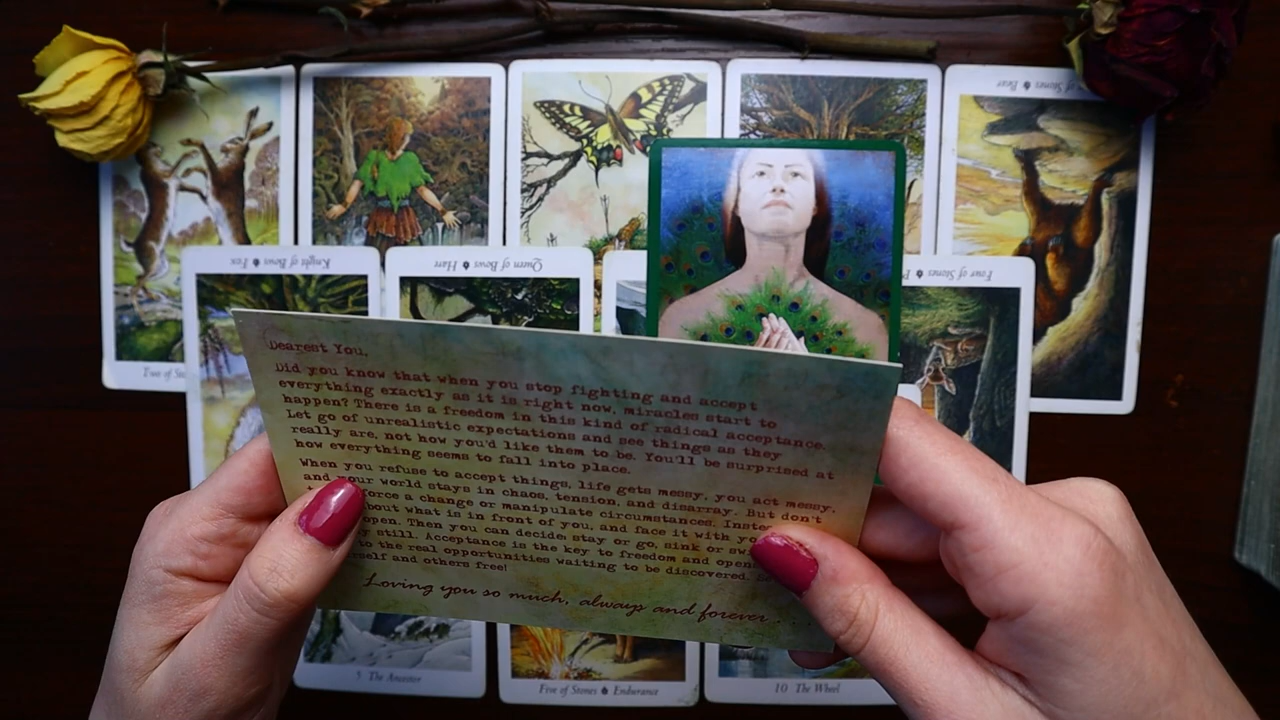 Bear
Two of
Knight of Bows Fox
Queen of Bows Hare
Four of Stones
Dearest You,
Did you know that when you stop fighting and accept
everything exactly as it is right now, miracles start to
happen? There is a freedom in this kind of radical acceptance.
Let go of unrealistic expectations and see things as they
really are, not how you'd like them to be. You'll be surprised at
how everything seems to fall into place.
When you refuse to accept things, life gets messy, you act messy,
and your world stays in chaos, tension, and disarray. But don't
force a change or manipulate circumstances.
bout what is in front of you, and face it with
open. Then you can decide stay or go, sink or
still. Acceptance is the key to freedom and
to the real opportunities waiting to be discovered.
rself and others free!
Loving you so much, always and forever . . .
5 The Ancestor
Five of Stones Endurance
10 The Wheel